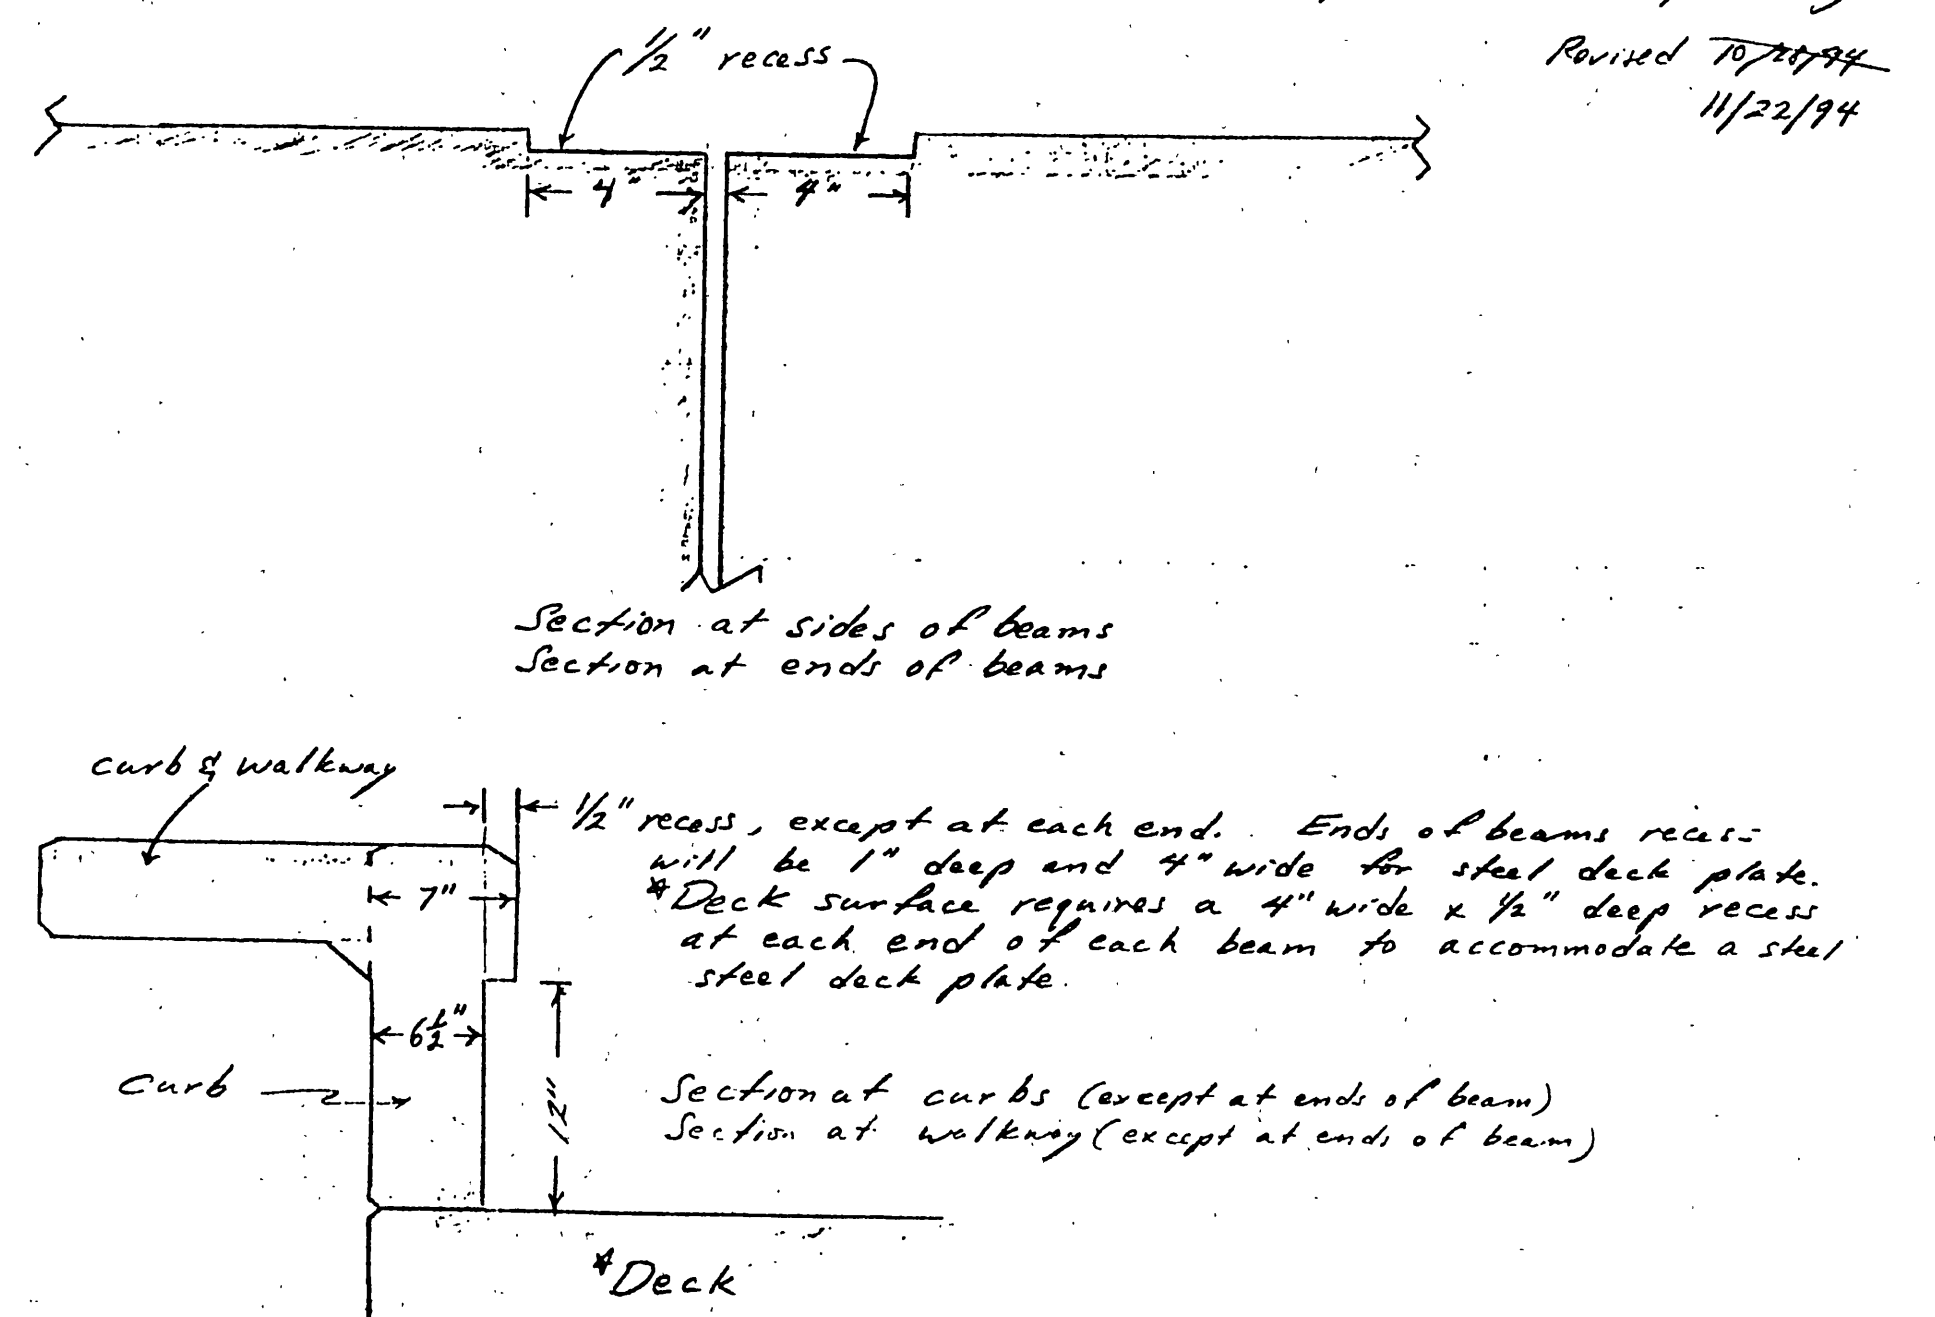 Revised 10/28/94
11/22/94
1/2" recess
4" 4"
Section at sides of beams
Section at ends of beams
curb & walkway
1/2" recess, except at each end. Ends of beams recess
will be 1" deep and 4" wide for steel deck plate.
7"
*Deck surface requires a 4" wide x 1/2" deep recess
at each end of each beam to accommodate a steel
steel deck plate.
6 1/2"
12"
Curb
Section at curbs (except at ends of beam)
Section at walkway (except at ends of beam)
*Deck